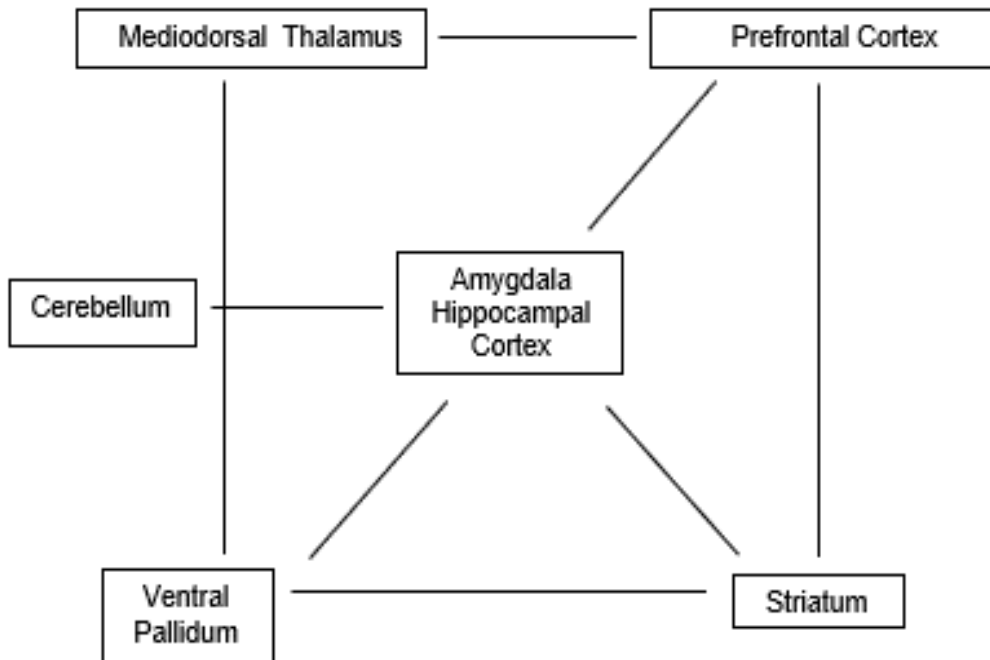 Mediodorsal Thalamus
Prefrontal Cortex
Cerebellum
Amygdala
Hippocampal
Cortex
Ventral
Pallidum
Striatum